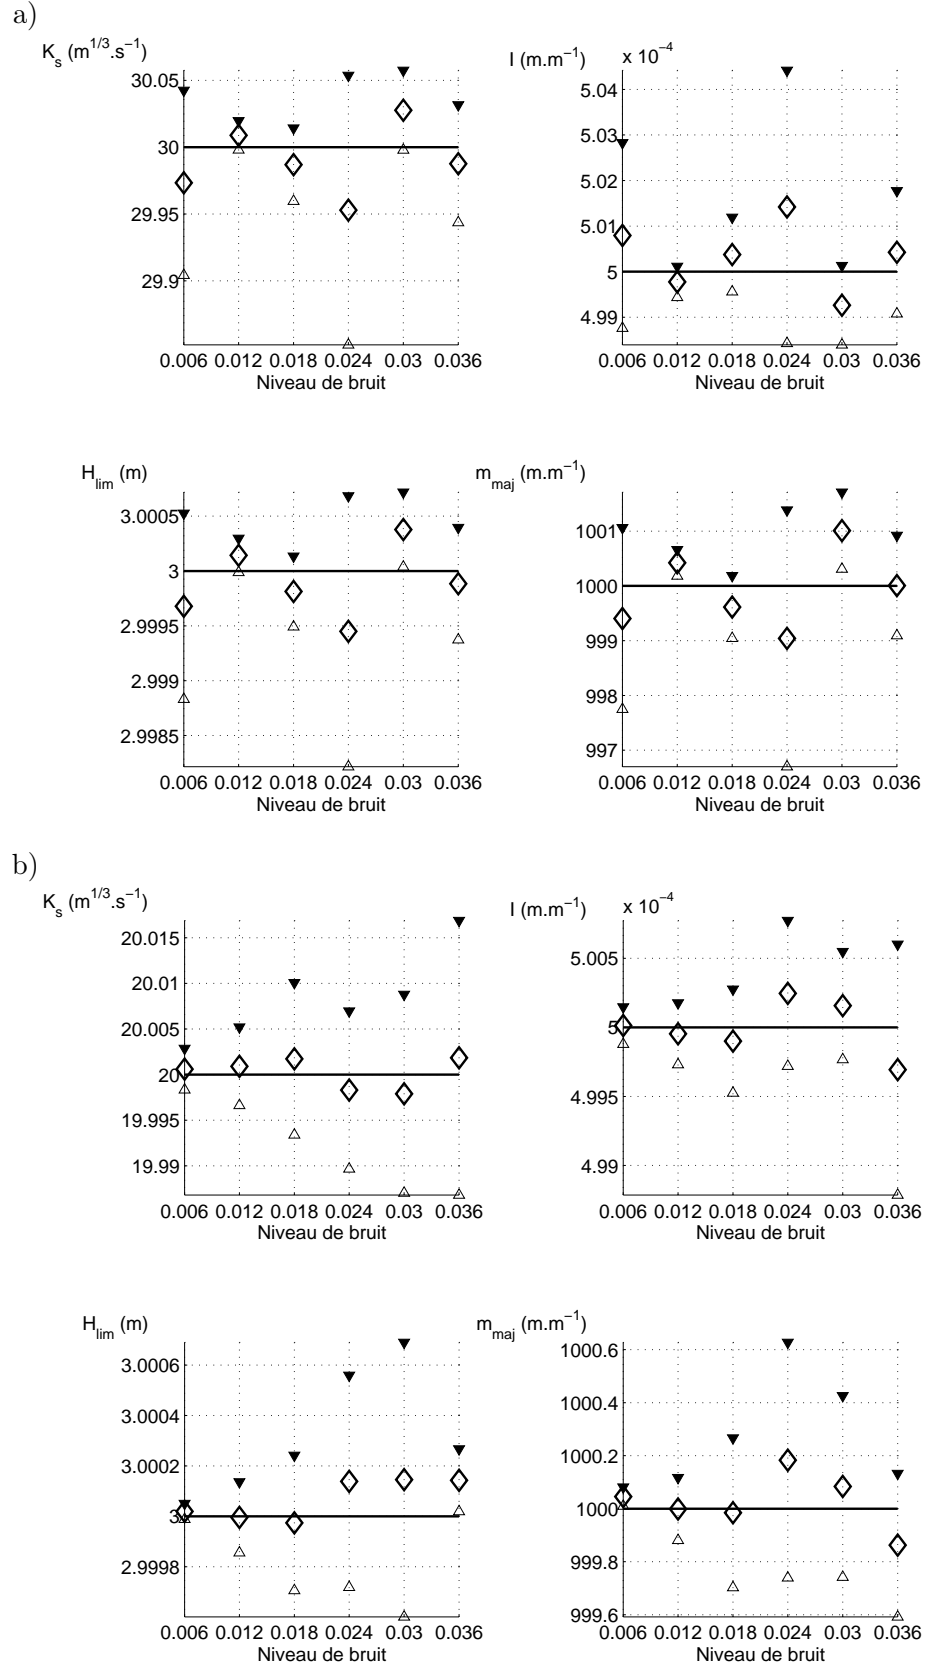 a)
K_s (m^1/3.s^−1)
30.05
30
29.95
29.9
0.006 0.012 0.018 0.024 0.03 0.036
Niveau de bruit
I (m.m^−1)
x 10^−4
5.04
5.03
5.02
5.01
5
4.99
0.006 0.012 0.018 0.024 0.03 0.036
Niveau de bruit
H_lim (m)
3.0005
3
2.9995
2.999
2.9985
0.006 0.012 0.018 0.024 0.03 0.036
Niveau de bruit
m_maj (m.m^−1)
1001
1000
999
998
997
0.006 0.012 0.018 0.024 0.03 0.036
Niveau de bruit
b)
K_s (m^1/3.s^−1)
20.015
20.01
20.005
20
19.995
19.99
0.006 0.012 0.018 0.024 0.03 0.036
Niveau de bruit
I (m.m^−1)
x 10^−4
5.005
5
4.995
4.99
0.006 0.012 0.018 0.024 0.03 0.036
Niveau de bruit
H_lim (m)
3.0006
3.0004
3.0002
3
2.9998
0.006 0.012 0.018 0.024 0.03 0.036
Niveau de bruit
m_maj (m.m^−1)
1000.6
1000.4
1000.2
1000
999.8
999.6
0.006 0.012 0.018 0.024 0.03 0.036
Niveau de bruit